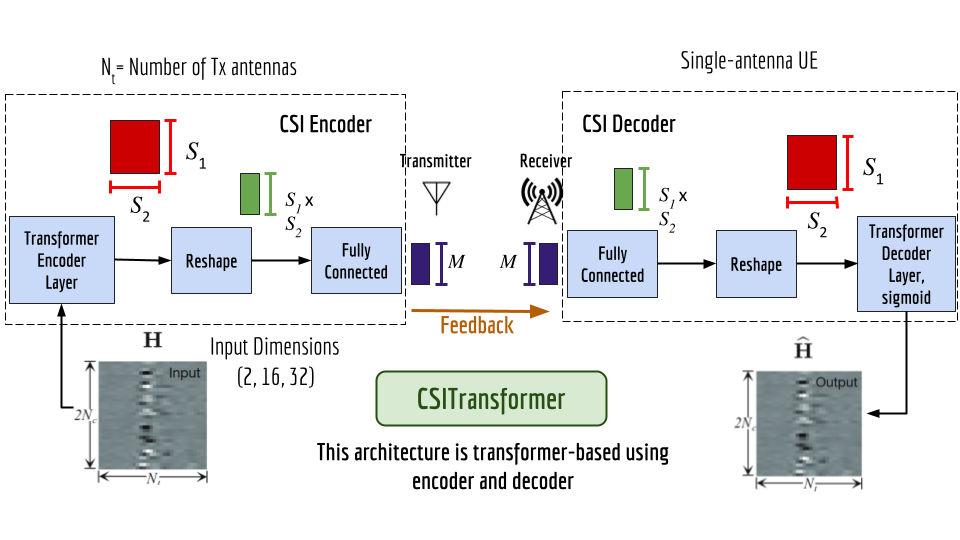 N_t = Number of Tx antennas
Single-antenna UE
CSI Encoder
S_1
S_2
S_1 x
S_2
Transformer
Encoder
Layer
Reshape
Fully
Connected
Transmitter
Receiver
M
M
Feedback
CSI Decoder
S_1 x
S_2
S_1
S_2
Fully
Connected
Reshape
Transformer
Decoder
Layer,
sigmoid
H
Input Dimensions
(2, 16, 32)
Input
2N_c
N_t
CSITransformer
This architecture is transformer-based using
encoder and decoder
Ĥ
Output
2N_c
N_t